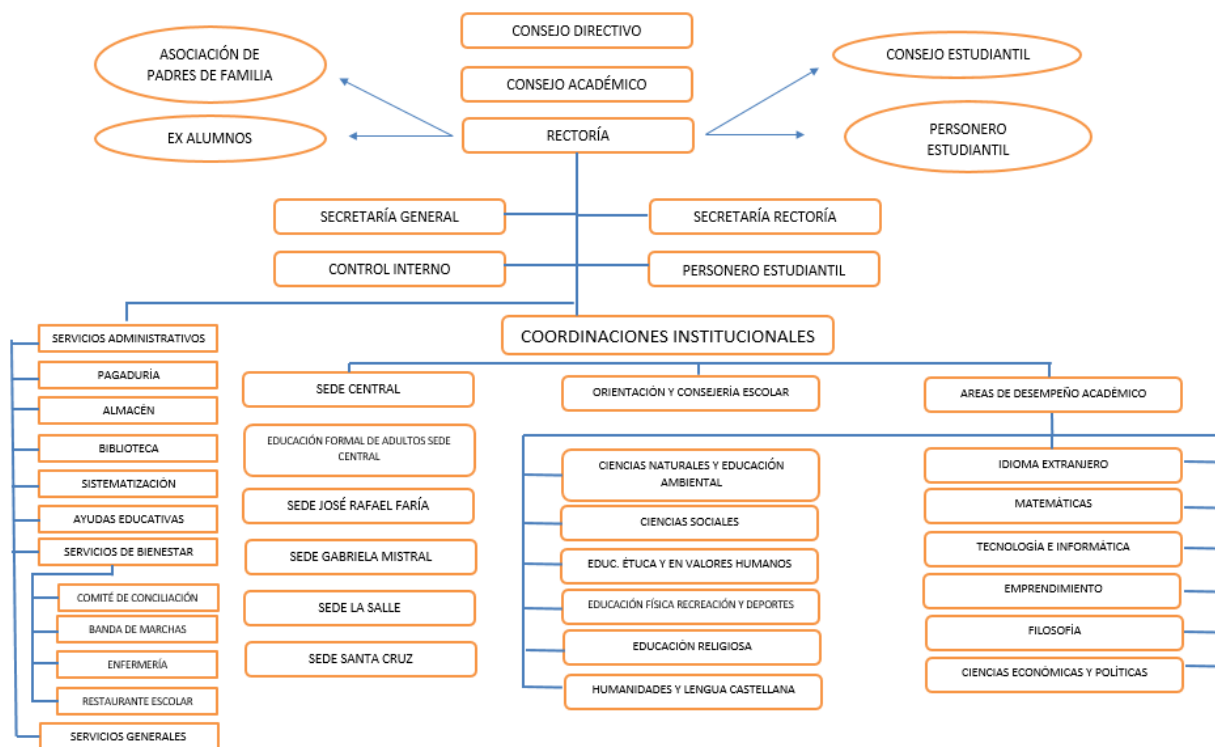 CONSEJO DIRECTIVO
ASOCIACIÓN DE
PADRES DE FAMILIA
CONSEJO ESTUDIANTIL
CONSEJO ACADÉMICO
EX ALUMNOS
RECTORÍA
PERSONERO
ESTUDIANTIL
SECRETARÍA GENERAL
SECRETARÍA RECTORÍA
CONTROL INTERNO
PERSONERO ESTUDIANTIL
COORDINACIONES INSTITUCIONALES
SERVICIOS ADMINISTRATIVOS
PAGADURÍA
ALMACÉN
BIBLIOTECA
SISTEMATIZACIÓN
AYUDAS EDUCATIVAS
SERVICIOS DE BIENESTAR
COMITÉ DE CONCILIACIÓN
BANDA DE MARCHAS
ENFERMERÍA
RESTAURANTE ESCOLAR
SERVICIOS GENERALES
SEDE CENTRAL
EDUCACIÓN FORMAL DE ADULTOS SEDE
CENTRAL
SEDE JOSÉ RAFAEL FARÍA
SEDE GABRIELA MISTRAL
SEDE LA SALLE
SEDE SANTA CRUZ
ORIENTACIÓN Y CONSEJERÍA ESCOLAR
AREAS DE DESEMPEÑO ACADÉMICO
CIENCIAS NATURALES Y EDUCACIÓN
AMBIENTAL
CIENCIAS SOCIALES
EDUC. ÉTUCA Y EN VALORES HUMANOS
EDUCACIÓN FÍSICA RECREACIÓN Y DEPORTES
EDUCACIÓN RELIGIOSA
HUMANIDADES Y LENGUA CASTELLANA
IDIOMA EXTRANJERO
MATEMÁTICAS
TECNOLOGÍA E INFORMÁTICA
EMPRENDIMIENTO
FILOSOFÍA
CIENCIAS ECONÓMICAS Y POLÍTICAS